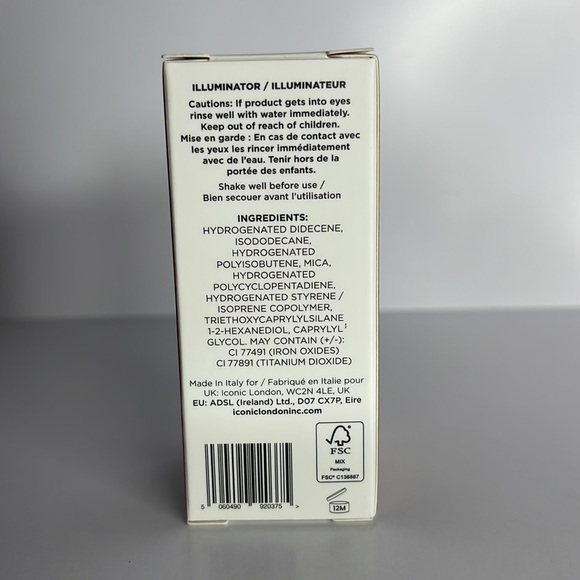 ILLUMINATOR / ILLUMINATEUR
Cautions: If product gets into eyes
rinse well with water immediately.
Keep out of reach of children.
Mise en garde : En cas de contact avec
les yeux les rincer immédiatement
avec de l'eau. Tenir hors de la
portée des enfants.
Shake well before use /
Bien secouer avant l'utilisation
INGREDIENTS:
HYDROGENATED DIDECENE,
ISODODECANE,
HYDROGENATED
POLYISOBUTENE, MICA,
HYDROGENATED
POLYCYCLOPENTADIENE,
HYDROGENATED STYRENE /
ISOPRENE COPOLYMER,
TRIETHOXYCAPRYLYLSILANE
1-2-HEXANEDIOL, CAPRYLYL
GLYCOL. MAY CONTAIN (+/-):
CI 77491 (IRON OXIDES)
CI 77891 (TITANIUM DIOXIDE)
Made In Italy for / Fabriqué en Italie pour
UK: Iconic London, WC2N 4LE, UK
EU: ADSL (Ireland) Ltd., D07 CX7P, Eire
iconiclondoninc.com
FSC
MIX
Packaging
FSC® C136687
5 060490 920375 >
12M